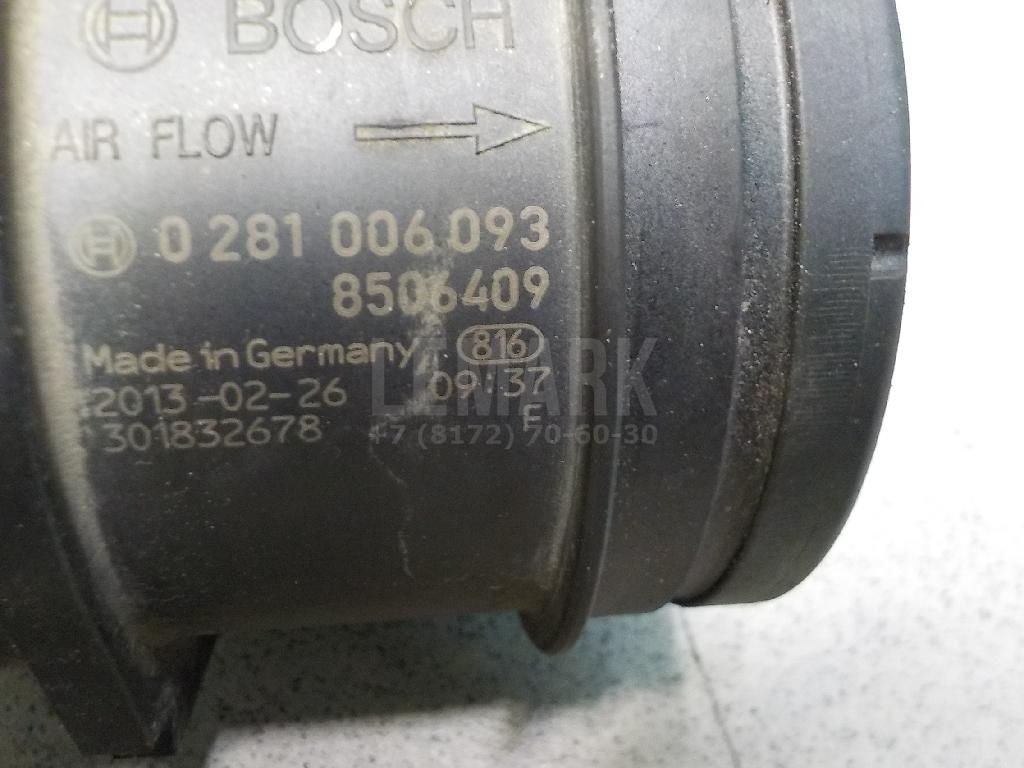 BOSCH
AIR FLOW
0 281 006 093
8506409
Made in Germany 816
2013-02-26 09:37
301832678 E
LEMARK
+7 (8172) 70-60-30